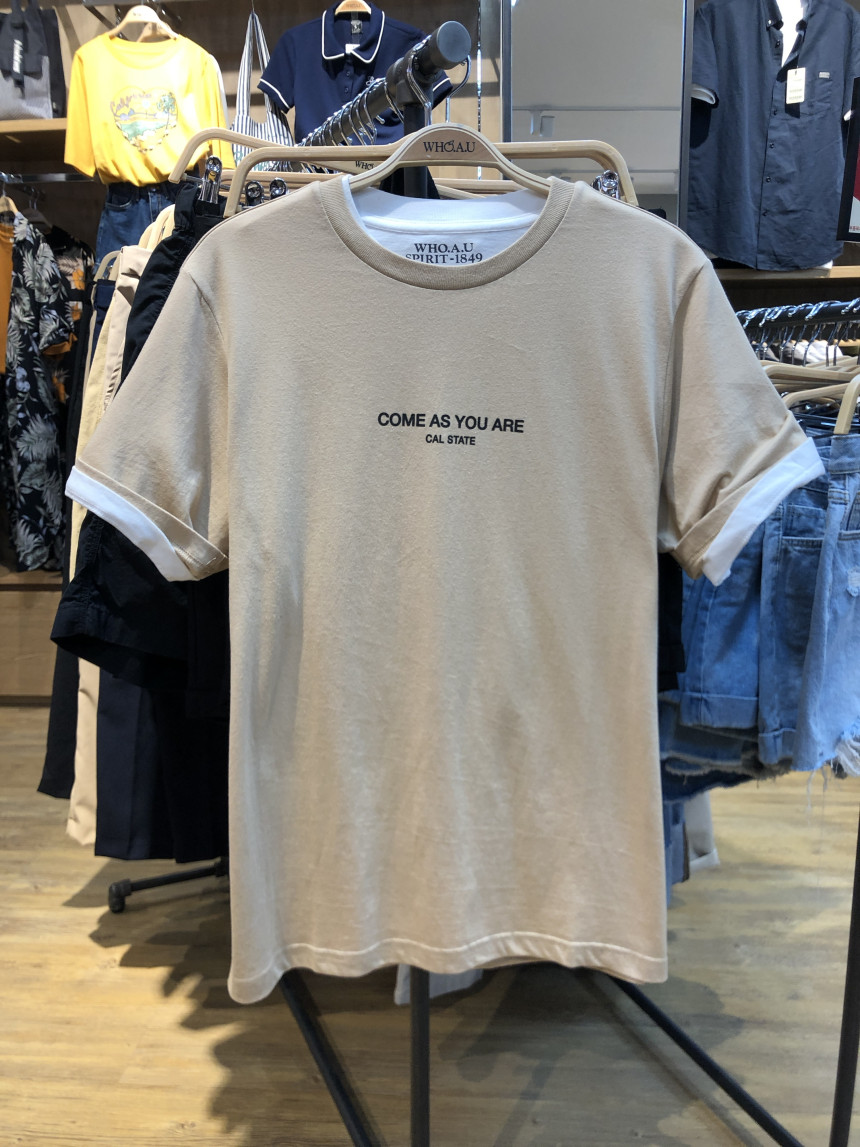 WHO.A.U
WHO.A.U
SPIRIT-1849
COME AS YOU ARE
CAL STATE